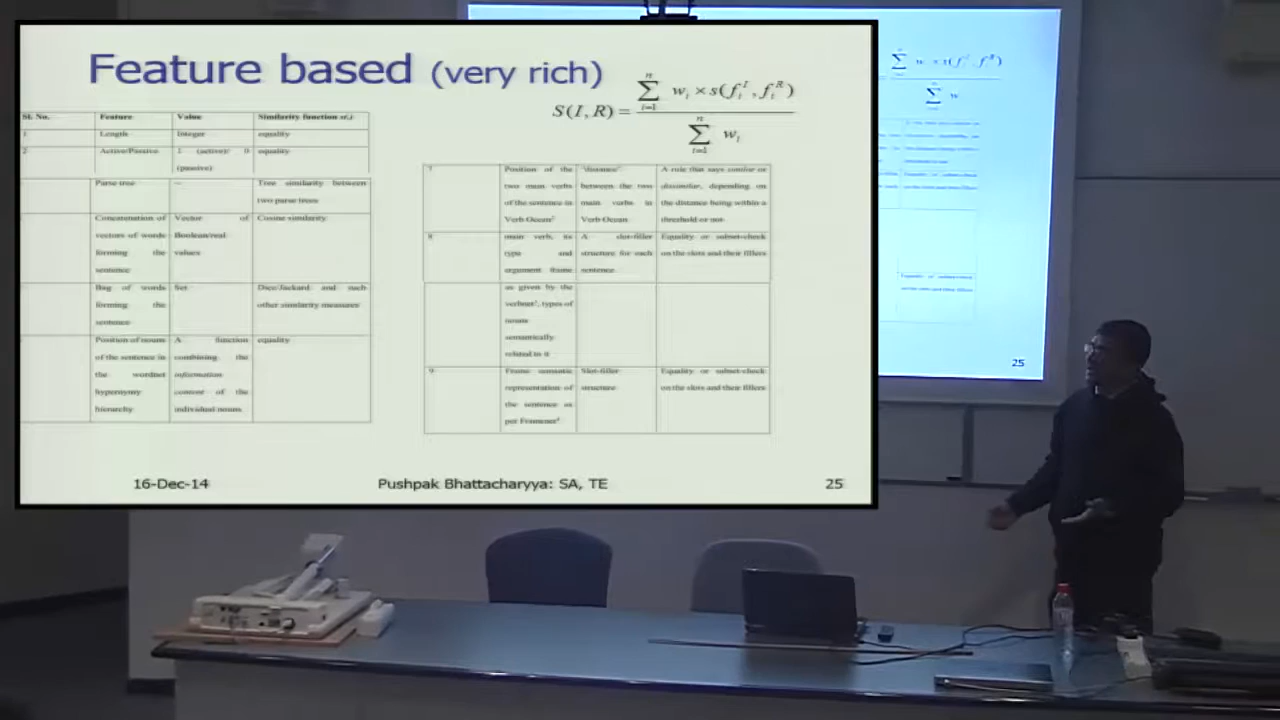 Feature based (very rich)
S(I, R) = \frac{\sum_{i=1}^{n} w_i × s(f_i^I, f_i^R)}{\sum_{i=1}^{n} w_i}
Sl. No. Feature Value Similarity function s(,)
1 Length Integer equality
2 Active/Passive 1 (active)/ 0
(passive) equality
Parse tree -- Tree similarity between
two parse trees
Concatenation of
vectors of words
forming the
sentence
Vector of
Boolean/real
values
Cosine similarity
Bag of words
forming the
sentence
Set
Dice/Jackard and such
other similarity measures
Position of nouns
of the sentence in
the wordnet
hypernymy
hierarchy
A function
combining the
information
content of the
individual nouns
equality
7
Position of the
two main verbs
of the sentence in
Verb Ocean
"distance"
between the two
main verbs in
Verb Ocean
A rule that says similar or
dissimilar, depending on
the distance being within a
threshold or not
8
main verb, its
type and
argument frame
A slot-filler
structure for each
sentence
Equality or subset-check
on the slots and their fillers
as given by the
verbnet, types of
nouns
semantically
related to it
9
Frame semantic
representation of
the sentence as
per Framenet
Slot-filler
structure
Equality or subset-check
on the slots and their fillers
16-Dec-14 Pushpak Bhattacharyya: SA, TE 25
25